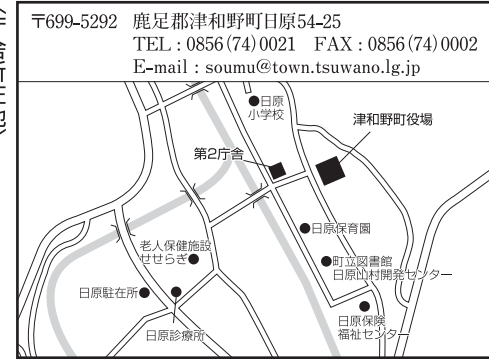 〒699-5292 鹿足郡津和野町日原54-25
TEL：0856(74)0021 FAX：0856(74)0002
E-mail：soumu@town.tsuwano.lg.jp
日原
小学校
津和野町役場
第2庁舎
日原保育園
老人保健施設
せせらぎ
町立図書館
日原山村開発センター
日原駐在所
日原診療所
日原保険
福祉センター